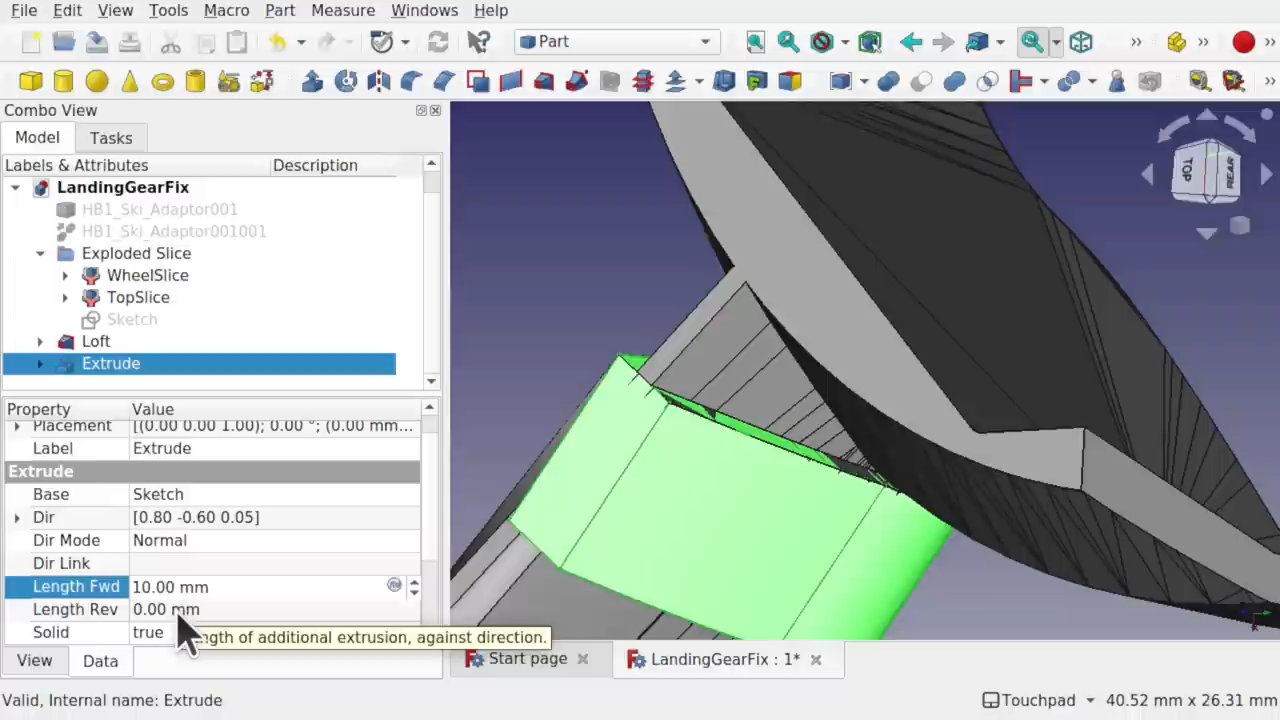 File Edit View Tools Macro Part Measure Windows Help
Part
Combo View
Model Tasks
Labels & Attributes Description
LandingGearFix
HB1_Ski_Adaptor001
HB1_Ski_Adaptor001001
Exploded Slice
WheelSlice
TopSlice
Sketch
Loft
Extrude
TOP REAR
Property Value
Placement [(0.00 0.00 1.00); 0.00 °; (0.00 mm...
Label Extrude
Extrude
Base Sketch
Dir [0.80 -0.60 0.05]
Dir Mode Normal
Dir Link
Length Fwd 10.00 mm
Length Rev 0.00 mm
Solid true
ngth of additional extrusion, against direction.
View Data
Start page LandingGearFix : 1*
Valid, Internal name: Extrude
Touchpad 40.52 mm x 26.31 mm